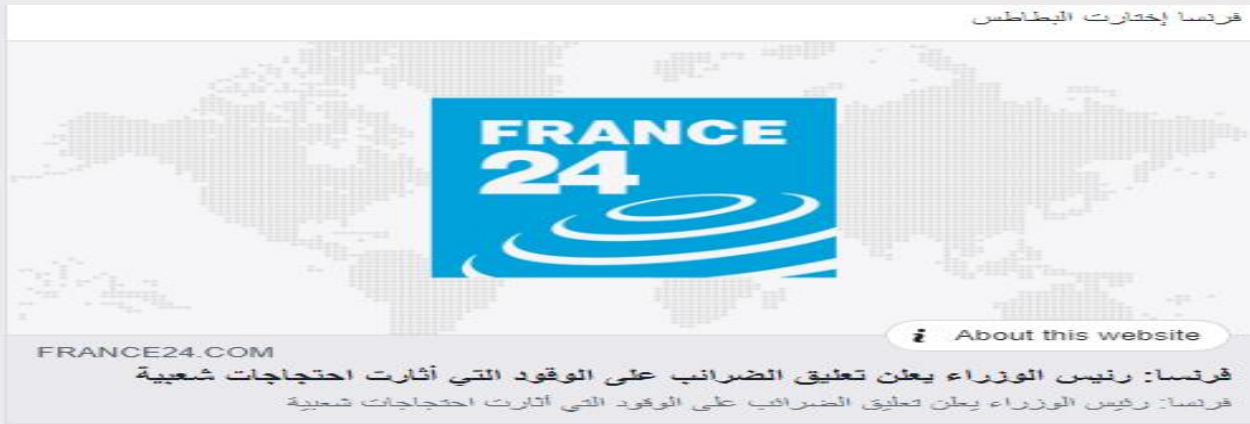 فرنسا إختارت البطاطس
FRANCE
24
About this website
FRANCE24.COM
فرنسا: رئيس الوزراء يعلن تعليق الضرائب على الوقود التي أثارت احتجاجات شعبية
فرنسا: رئيس الوزراء يعلن تعليق الضرائب على الوقود التي أثارت احتجاجات شعبية